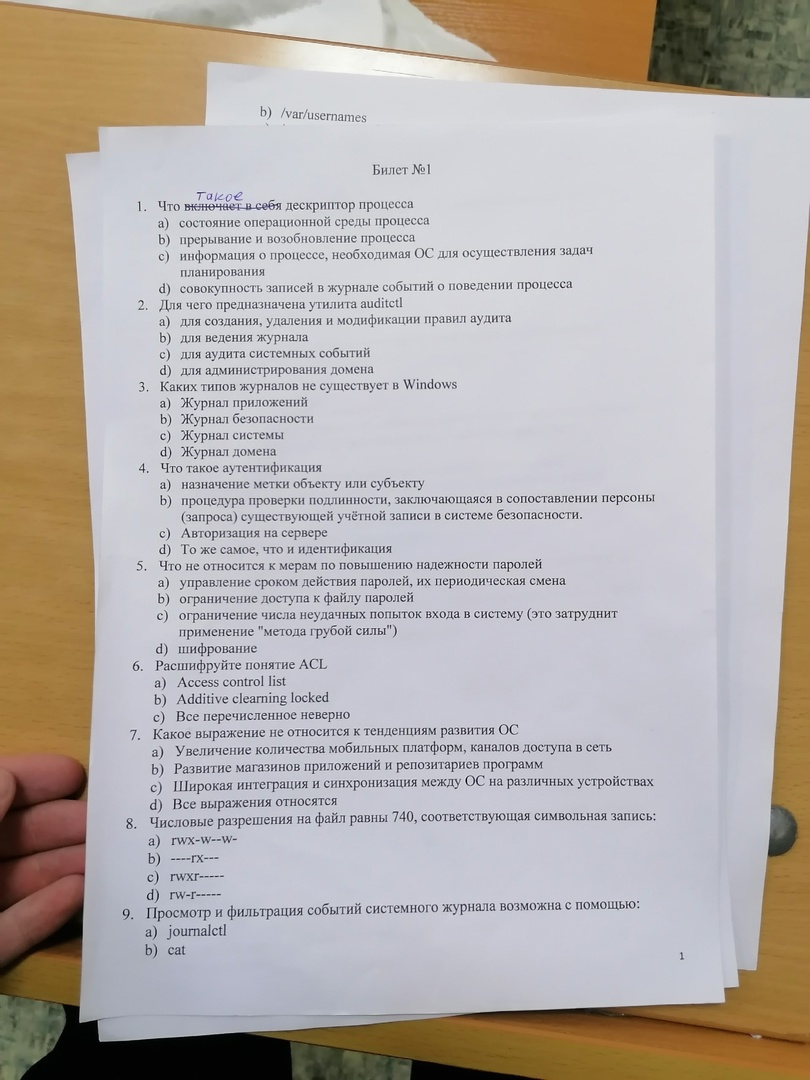 b) /var/usernames
Билет №1
такое
1. Что включает в себя дескриптор процесса
a) состояние операционной среды процесса
b) прерывание и возобновление процесса
c) информация о процессе, необходимая ОС для осуществления задач
планирования
d) совокупность записей в журнале событий о поведении процесса
2. Для чего предназначена утилита auditctl
a) для создания, удаления и модификации правил аудита
b) для ведения журнала
c) для аудита системных событий
d) для администрирования домена
3. Каких типов журналов не существует в Windows
a) Журнал приложений
b) Журнал безопасности
c) Журнал системы
d) Журнал домена
4. Что такое аутентификация
a) назначение метки объекту или субъекту
b) процедура проверки подлинности, заключающаяся в сопоставлении персоны
(запроса) существующей учётной записи в системе безопасности.
c) Авторизация на сервере
d) То же самое, что и идентификация
5. Что не относится к мерам по повышению надежности паролей
a) управление сроком действия паролей, их периодическая смена
b) ограничение доступа к файлу паролей
c) ограничение числа неудачных попыток входа в систему (это затруднит
применение "метода грубой силы")
d) шифрование
6. Расшифруйте понятие ACL
a) Access control list
b) Additive clearning locked
c) Все перечисленное неверно
7. Какое выражение не относится к тенденциям развития ОС
a) Увеличение количества мобильных платформ, каналов доступа в сеть
b) Развитие магазинов приложений и репозитариев программ
c) Широкая интеграция и синхронизация между ОС на различных устройствах
d) Все выражения относятся
8. Числовые разрешения на файл равны 740, соответствующая символьная запись:
a) rwx-w--w-
b) ----rx---
c) rwxr-----
d) rw-r-----
9. Просмотр и фильтрация событий системного журнала возможна с помощью:
a) journalctl
b) cat
1